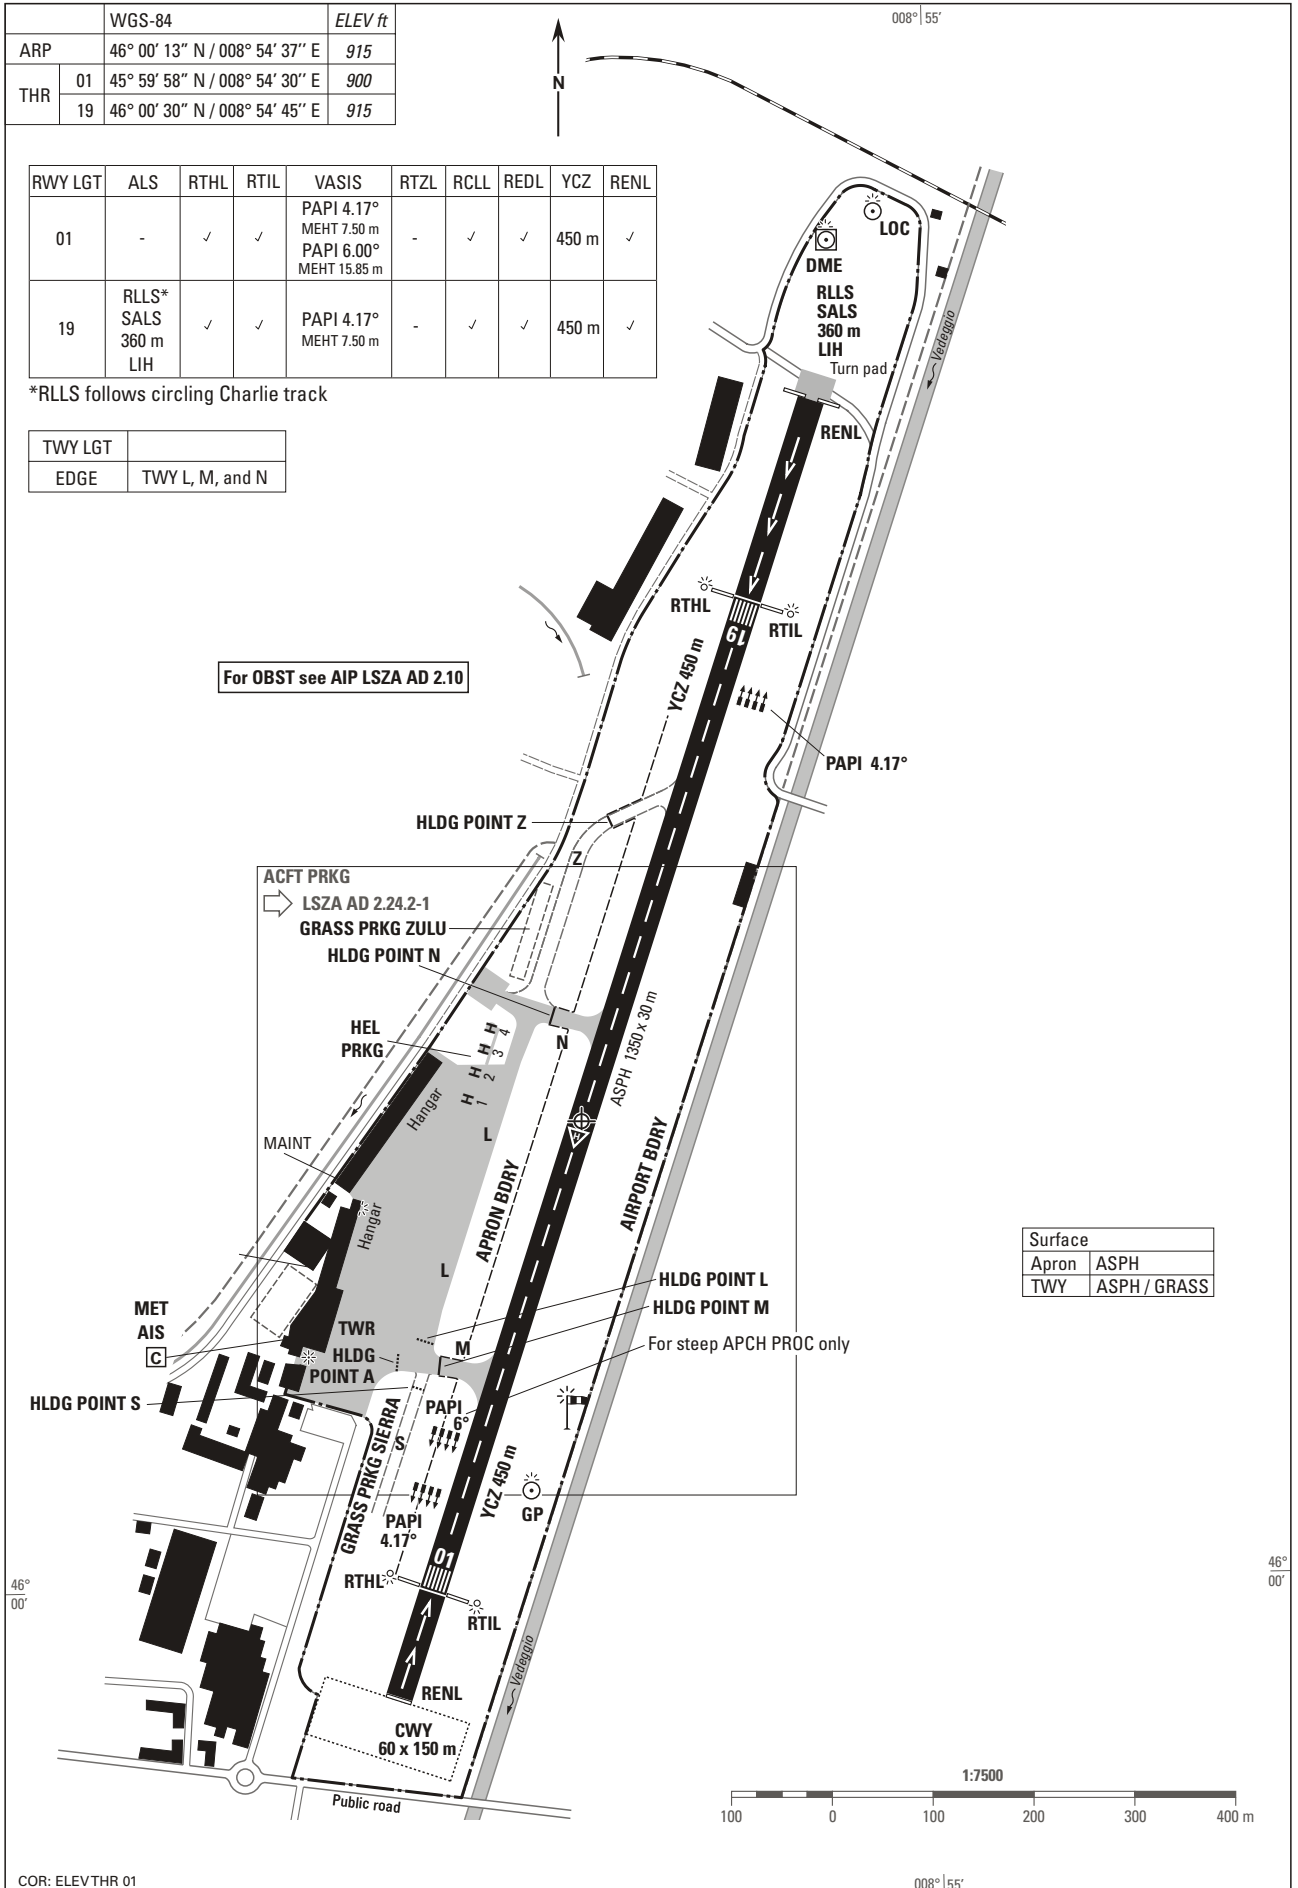 WGS-84 ELEV ft
ARP 46° 00′ 13″ N / 008° 54′ 37′′ E 915
THR 01 45° 59′ 58″ N / 008° 54′ 30″ E 900
19 46° 00′ 30″ N / 008° 54′ 45′′ E 915
008° 55′
N
RWY LGT ALS RTHL RTIL VASIS RTZL RCLL REDL YCZ RENL
01 - ✓ ✓ PAPI 4.17° - ✓ ✓ 450 m ✓
MEHT 7.50 m
PAPI 6.00°
MEHT 15.85 m
19 RLLS* ✓ ✓ PAPI 4.17° - ✓ ✓ 450 m ✓
SALS MEHT 7.50 m
360 m
LIH
*RLLS follows circling Charlie track
TWY LGT
EDGE TWY L, M, and N
LOC
DME
RLLS
SALS
360 m
LIH
Turn pad
Vedeggio
RENL
RTHL
RTIL
19
For OBST see AIP LSZA AD 2.10
YCZ 450 m
PAPI 4.17°
HLDG POINT Z
Z
ACFT PRKG
LSZA AD 2.24.2-1
GRASS PRKG ZULU
HLDG POINT N
HEL
PRKG
H 4
H 3
H 2
H 1
N
ASPH 1350 x 30 m
Hangar
L
MAINT
APRON BDRY
AIRPORT BDRY
Hangar
L
Surface
Apron ASPH
TWY ASPH / GRASS
HLDG POINT L
HLDG POINT M
MET
AIS
C
TWR
M
For steep APCH PROC only
HLDG
POINT A
HLDG POINT S
PAPI
6°
S
GRASS PRKG SIERRA
YCZ 450 m
GP
PAPI
4.17°
01
RTHL
RTIL
46°
00′
46°
00′
Vedeggio
RENL
CWY
60 x 150 m
Public road
1:7500
100 0 100 200 300 400 m
COR: ELEV THR 01
008° 55′